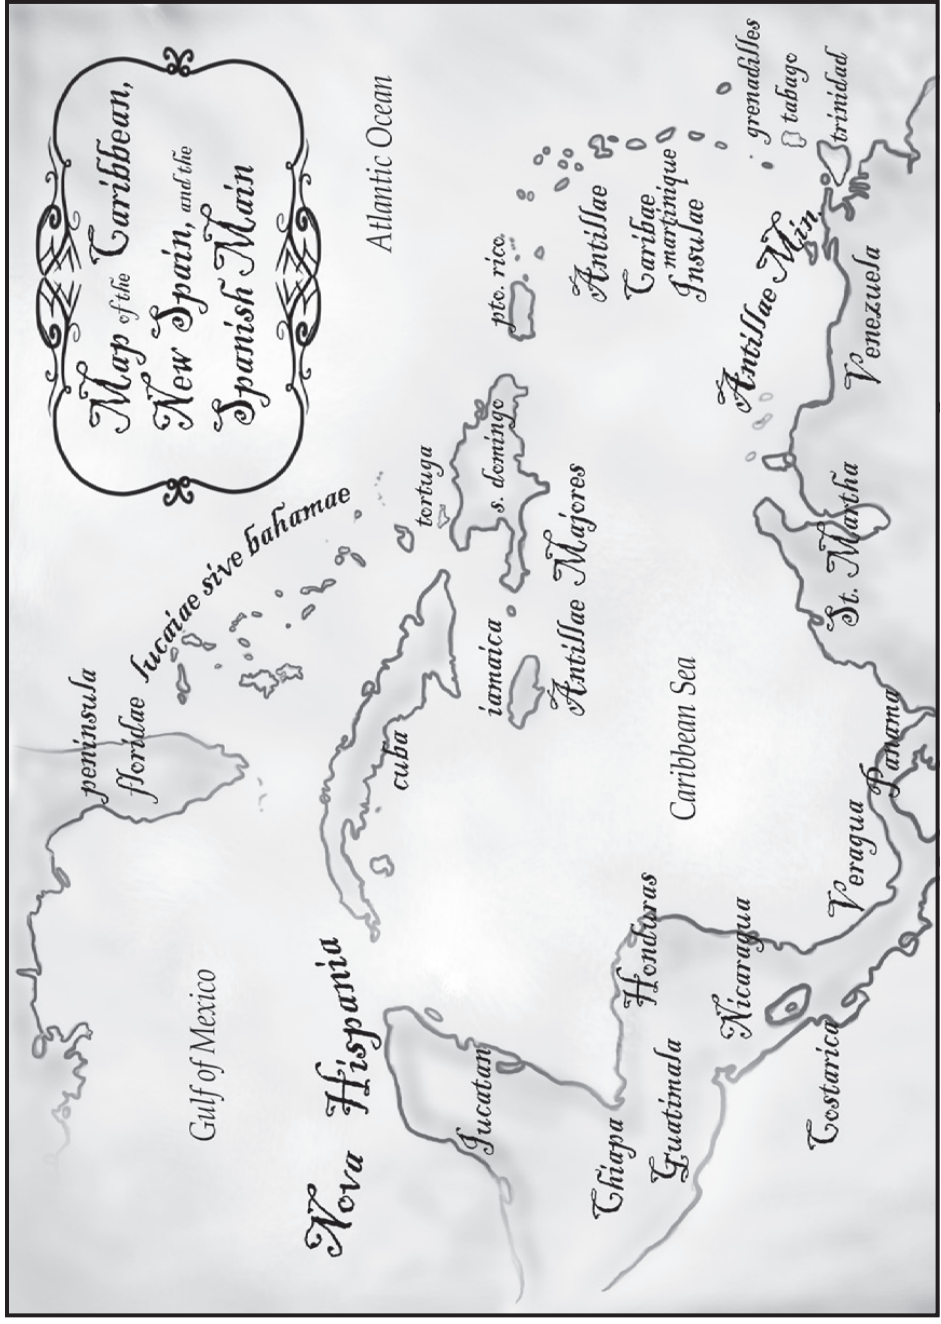 Map of the Caribbean,
New Spain, and the
Spanish Main
Atlantic Ocean
peninsula
floridae
lucaiae sive bahamae
Gulf of Mexico
Nova Hispania
cuba
tortuga
s. domingo
pto. rico.
iamaica
Antillae Majores
Antillae
Caribae
martinique
Insulae
grenadilles
tabago
trinidad
Antillae Min.
Caribbean Sea
Iucatan
Chiapa
Guatimala
Honduras
Nicaragua
Costarica
Veragua
Panama
St. Martha
Venezuela